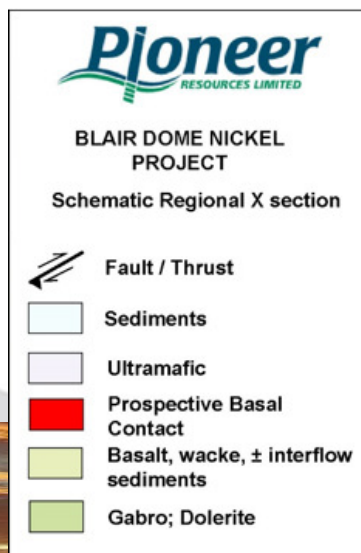 Pioneer
RESOURCES LIMITED
BLAIR DOME NICKEL
PROJECT
Schematic Regional X section
Fault / Thrust
Sediments
Ultramafic
Prospective Basal
Contact
Basalt, wacke, ± interflow
sediments
Gabro; Dolerite